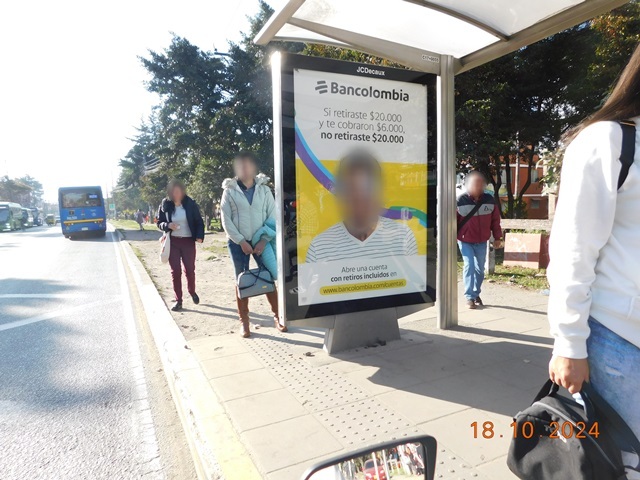 JCDecaux
Bancolombia
Si retiraste $20.000
y te cobraron $6.000,
no retiraste $20.000
Abre una cuenta
con retiros incluidos en
www.bancolombia.com/cuentas
18.10.2024